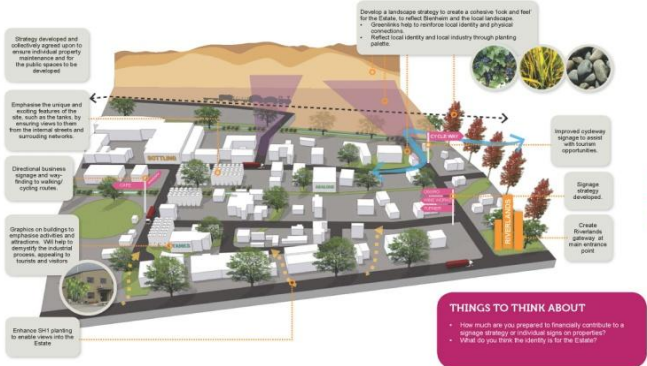 Develop a landscape strategy to create a cohesive 'look and feel'
for the Estate, to reflect Blenheim and the local landscape.
• Greenlinks help to reinforce local identity and physical
connections.
• Reflect local identity and local industry through planting
palette.
Strategy developed and
collectively agreed upon to
ensure individual property
maintenance and for
the public spaces to be
developed
Emphasise the unique and
exciting features of the
site, such as the tanks, by
ensuring views to them
from the internal streets and
surrouding networks.
Directional business
signage and way-
finding to walking/
cycling routes.
Graphics on buildings to
emphasise activities and
attractions. Will help to
demystify the industrial
process, appealing to
tourists and visitors
Enhance SH1 planting
to enable views into the
Estate
BOTTLING
CAFE
TANKS
CYCLE WAY
RIVERLANDS
Improved cycleway
signage to assist
with tourism
opportunities.
Signage
strategy
developed.
Create
Riverlands
gateway at
main entrance
point
THINGS TO THINK ABOUT
• How much are you prepared to financially contribute to a
signage strategy or individual signs on properties?
• What do you think the identity is for the Estate?